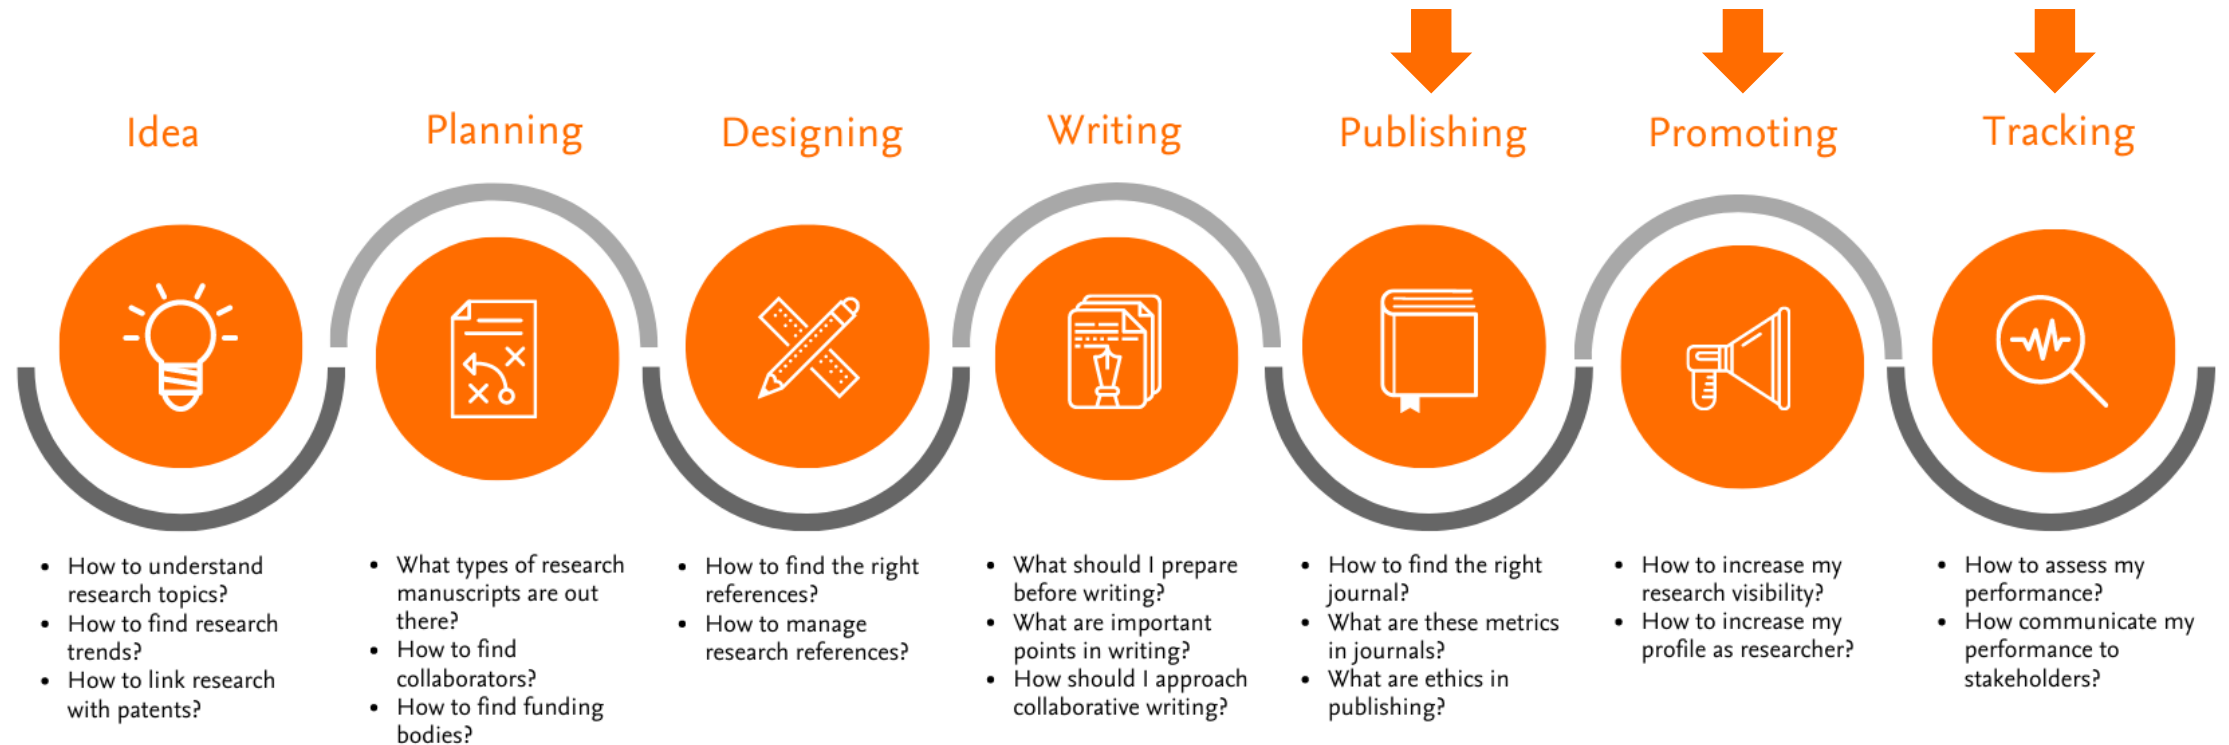 Idea
Planning
Designing
Writing
Publishing
Promoting
Tracking
• How to understand
research topics?
• How to find research
trends?
• How to link research
with patents?
• What types of research
manuscripts are out
there?
• How to find
collaborators?
• How to find funding
bodies?
• How to find the right
references?
• How to manage
research references?
• What should I prepare
before writing?
• What are important
points in writing?
• How should I approach
collaborative writing?
• How to find the right
journal?
• What are these metrics
in journals?
• What are ethics in
publishing?
• How to increase my
research visibility?
• How to increase my
profile as researcher?
• How to assess my
performance?
• How communicate my
performance to
stakeholders?